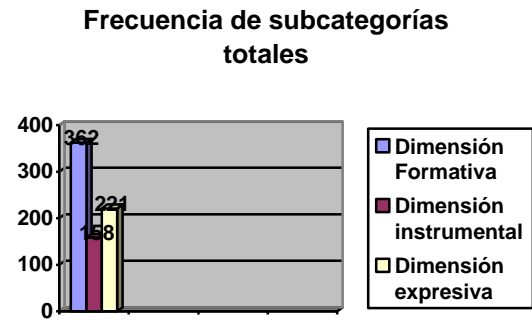 Frecuencia de subcategorías
totales
400
300
200
100
0
362
158
221
Dimensión
Formativa
Dimensión
instrumental
Dimensión
expresiva